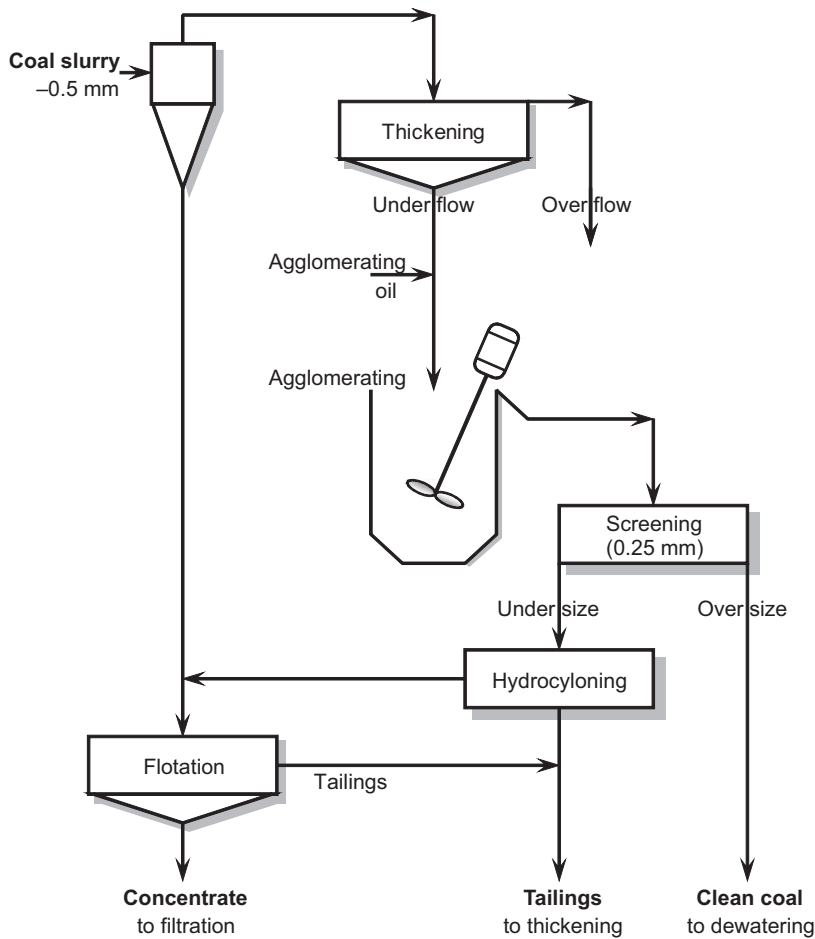 Coal slurry
–0.5 mm
Thickening
Under flow
Over flow
Agglomerating
oil
Agglomerating
Screening
(0.25 mm)
Under size
Over size
Hydrocyloning
Flotation
Tailings
Concentrate
to filtration
Tailings
to thickening
Clean coal
to dewatering